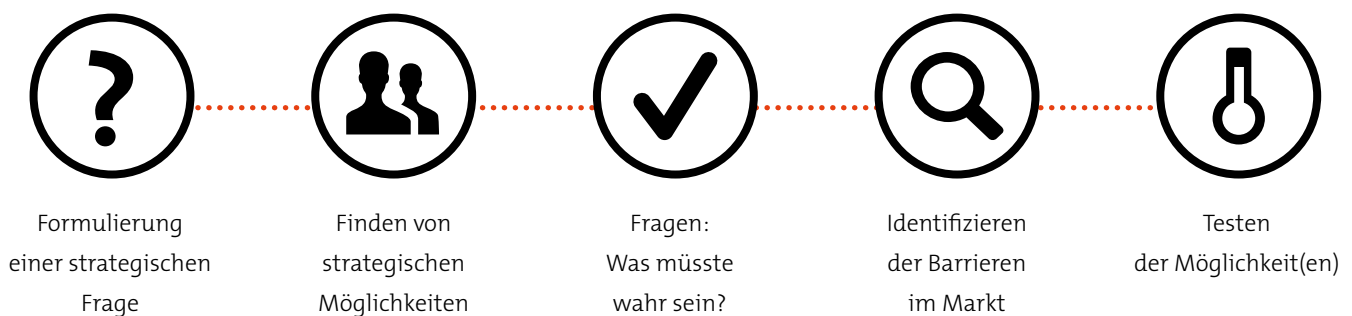 Formulierung
einer strategischen
Frage
Finden von
strategischen
Möglichkeiten
Fragen:
Was müsste
wahr sein?
Identifizieren
der Barrieren
im Markt
Testen
der Möglichkeit(en)